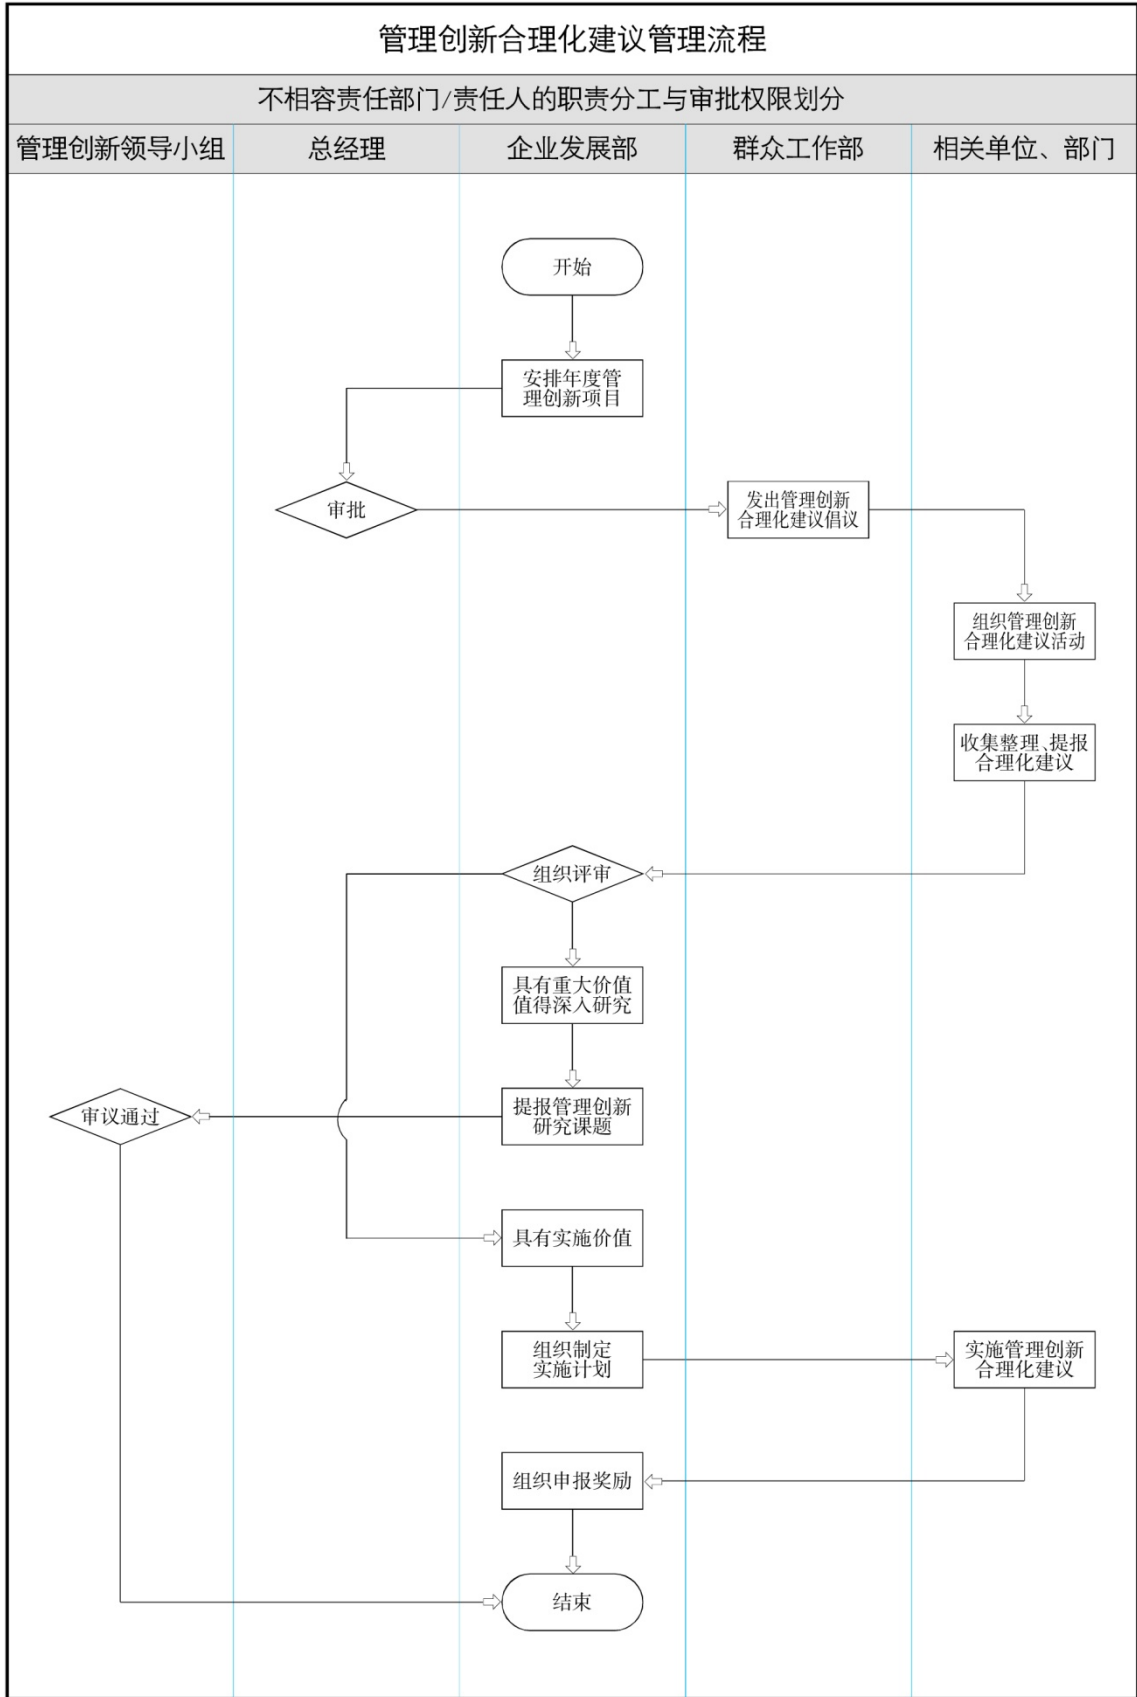 管理创新合理化建议管理流程
不相容责任部门/责任人的职责分工与审批权限划分
管理创新领导小组
总经理
企业发展部
群众工作部
相关单位、部门
开始
安排年度管
理创新项目
审批
发出管理创新
合理化建议倡议
组织管理创新
合理化建议活动
收集整理、提报
合理化建议
组织评审
具有重大价值
值得深入研究
审议通过
提报管理创新
研究课题
具有实施价值
组织制定
实施计划
实施管理创新
合理化建议
组织申报奖励
结束